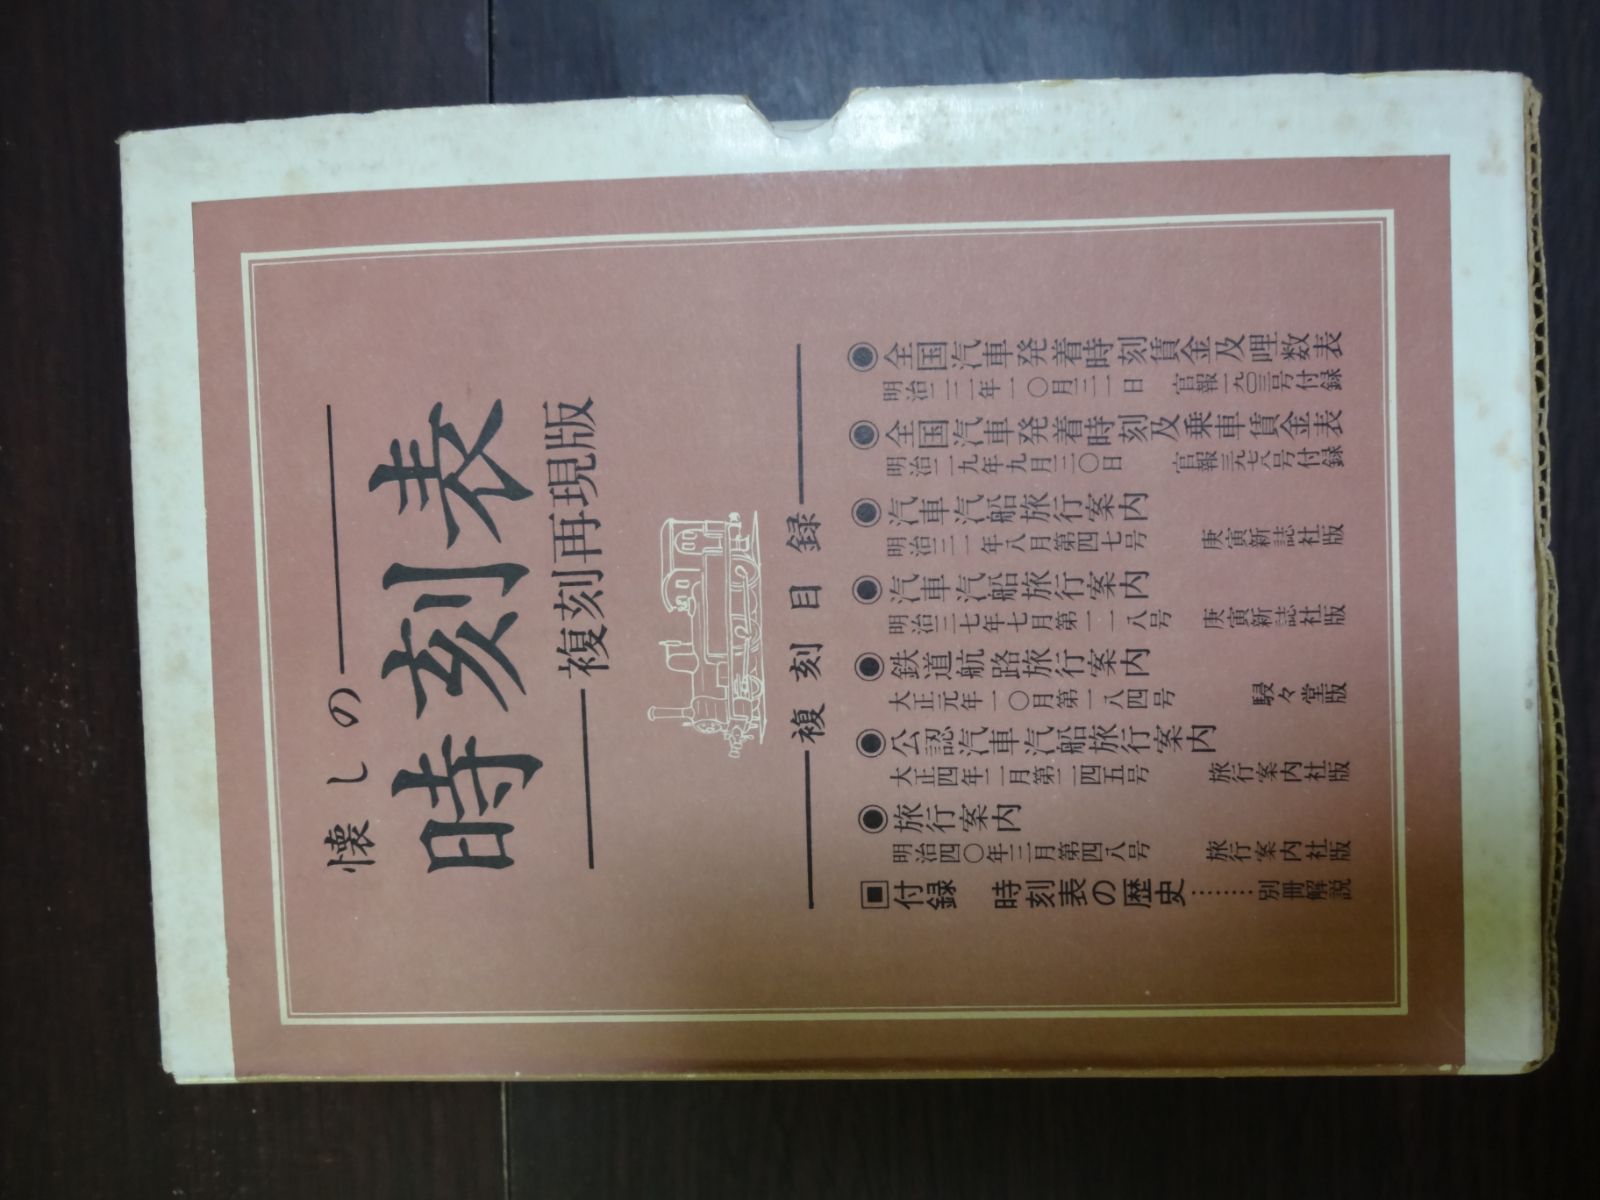 懐しの
時刻表
複刻再現版
複刻目録
◉全国汽車発着時刻賃金及哩数表
明治二二年一〇月二一日 官報一九〇三号付録
◉全国汽車発着時刻及乗車賃金表
明治二九年九月三〇日 官報三九七八号付録
◉汽車汽船旅行案内
明治三一年八月第四七号 庚寅新誌社版
◉汽車汽船旅行案内
明治三七年七月第一一八号 庚寅新誌社版
◉鉄道航路旅行案内
大正元年一〇月第一八四号 駸々堂版
◉公認汽車汽船旅行案内
大正四年二月第二四五号 旅行案内社版
◉旅行案内
明治四〇年三月第四八号 旅行案内社版
▣付録 時刻表の歴史………別冊解説